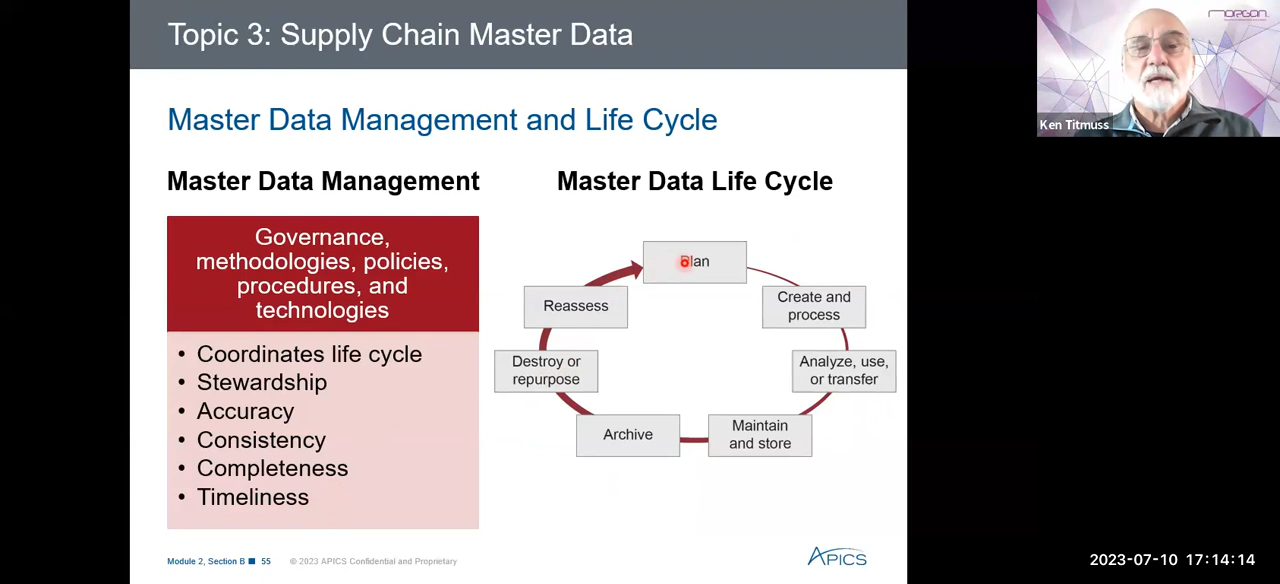 Topic 3: Supply Chain Master Data
Master Data Management and Life Cycle
Master Data Management
Governance,
methodologies, policies,
procedures, and
technologies
• Coordinates life cycle
• Stewardship
• Accuracy
• Consistency
• Completeness
• Timeliness
Master Data Life Cycle
Plan
Create and
process
Analyze, use,
or transfer
Maintain
and store
Archive
Destroy or
repurpose
Reassess
Module 2, Section B ■ 55 © 2023 APICS Confidential and Proprietary
APICS
morgan
Ken Titmuss
2023-07-10 17:14:14